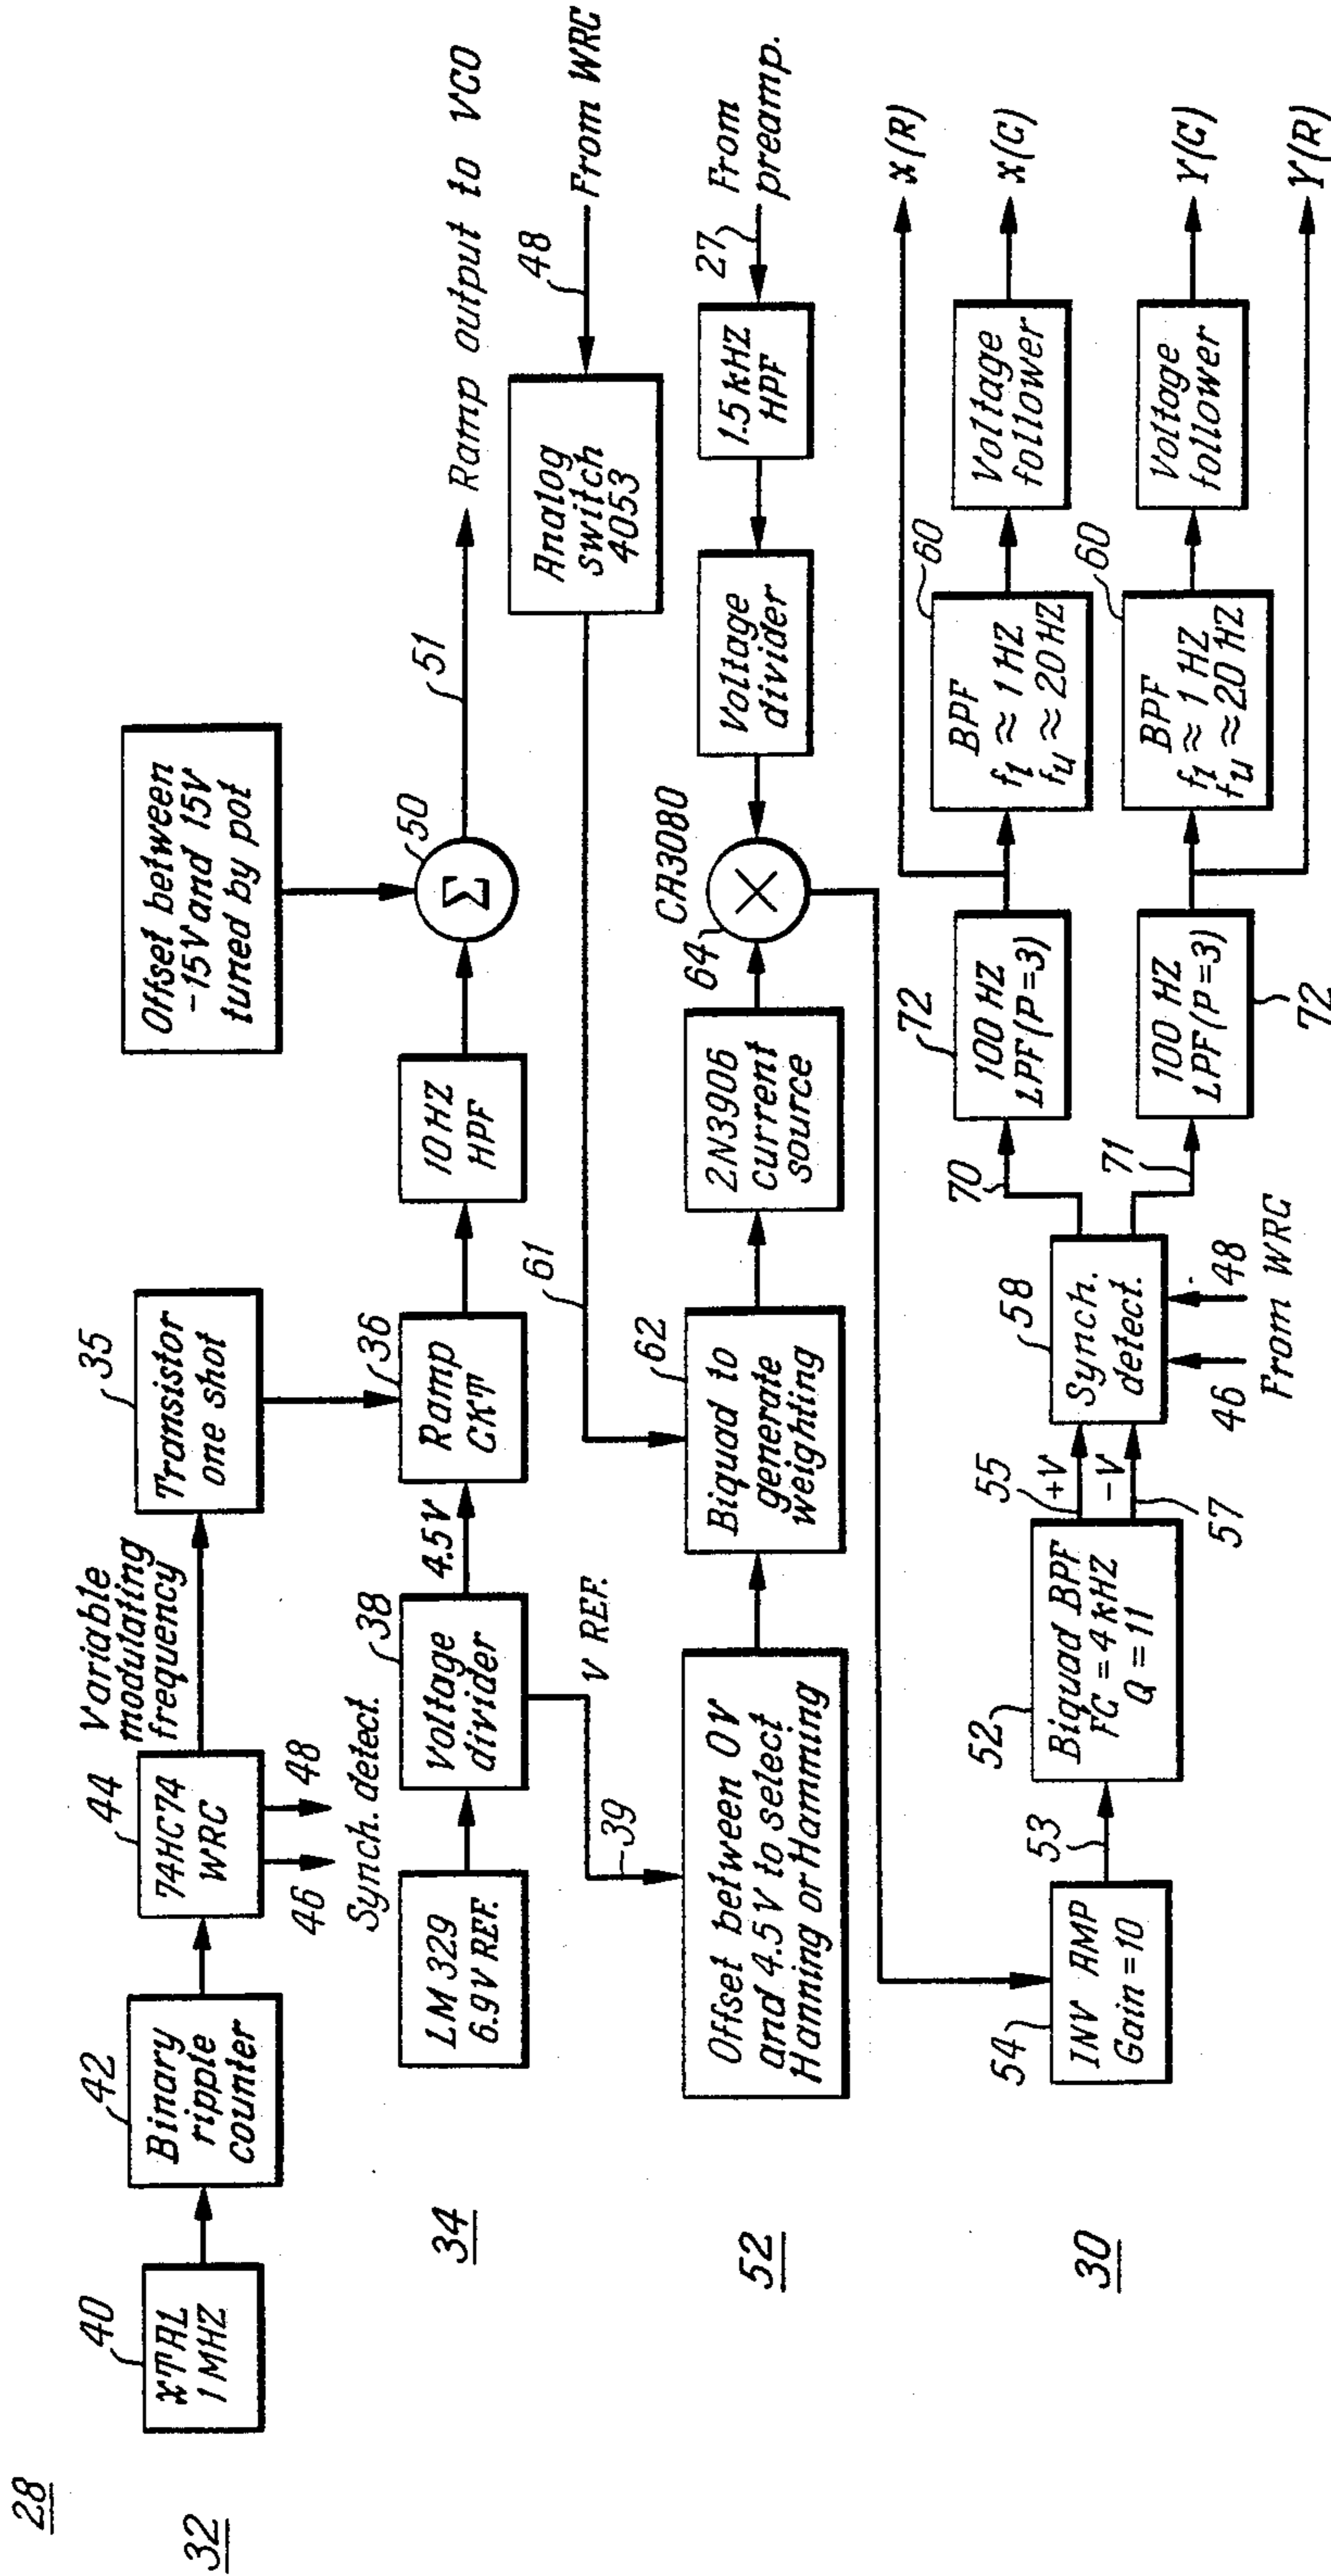 28
32
40
XTAL
1 MHZ
42
Binary
ripple
counter
44
74HC74
WRC
46
48
Synch. detect.
Variable
modulating
frequency
35
Transistor
one shot
34
LM 329
6.9V REF.
38
Voltage
divider
4.5V
V REF.
39
36
Ramp
CKT
10 HZ
HPF
Offset between
-15V and 15V
tuned by pot
50
Σ
51
Ramp output to VCO
52
Offset between 0V
and 4.5V to select
Hanning or Hamming
62
Biquad to
generate
weighting
61
2N3906
current
source
64
CA3080
×
Voltage
divider
1.5 kHZ
HPF
27
From
preamp.
Analog
switch
4053
48
From WRC
30
54
INV AMP
Gain = 10
53
52
Biquad BPF
FC = 4 kHZ
Q = 11
55
+V
-V
57
58
Synch.
detect.
46
48
From WRC
70
71
72
100 HZ
LPF(P=3)
100 HZ
LPF(P=3)
72
60
BPF
f1 ≈ 1 HZ
fu ≈ 20 HZ
60
BPF
f1 ≈ 1 HZ
fu ≈ 20 HZ
Voltage
follower
Voltage
follower
X(R)
X(C)
Y(C)
Y(R)